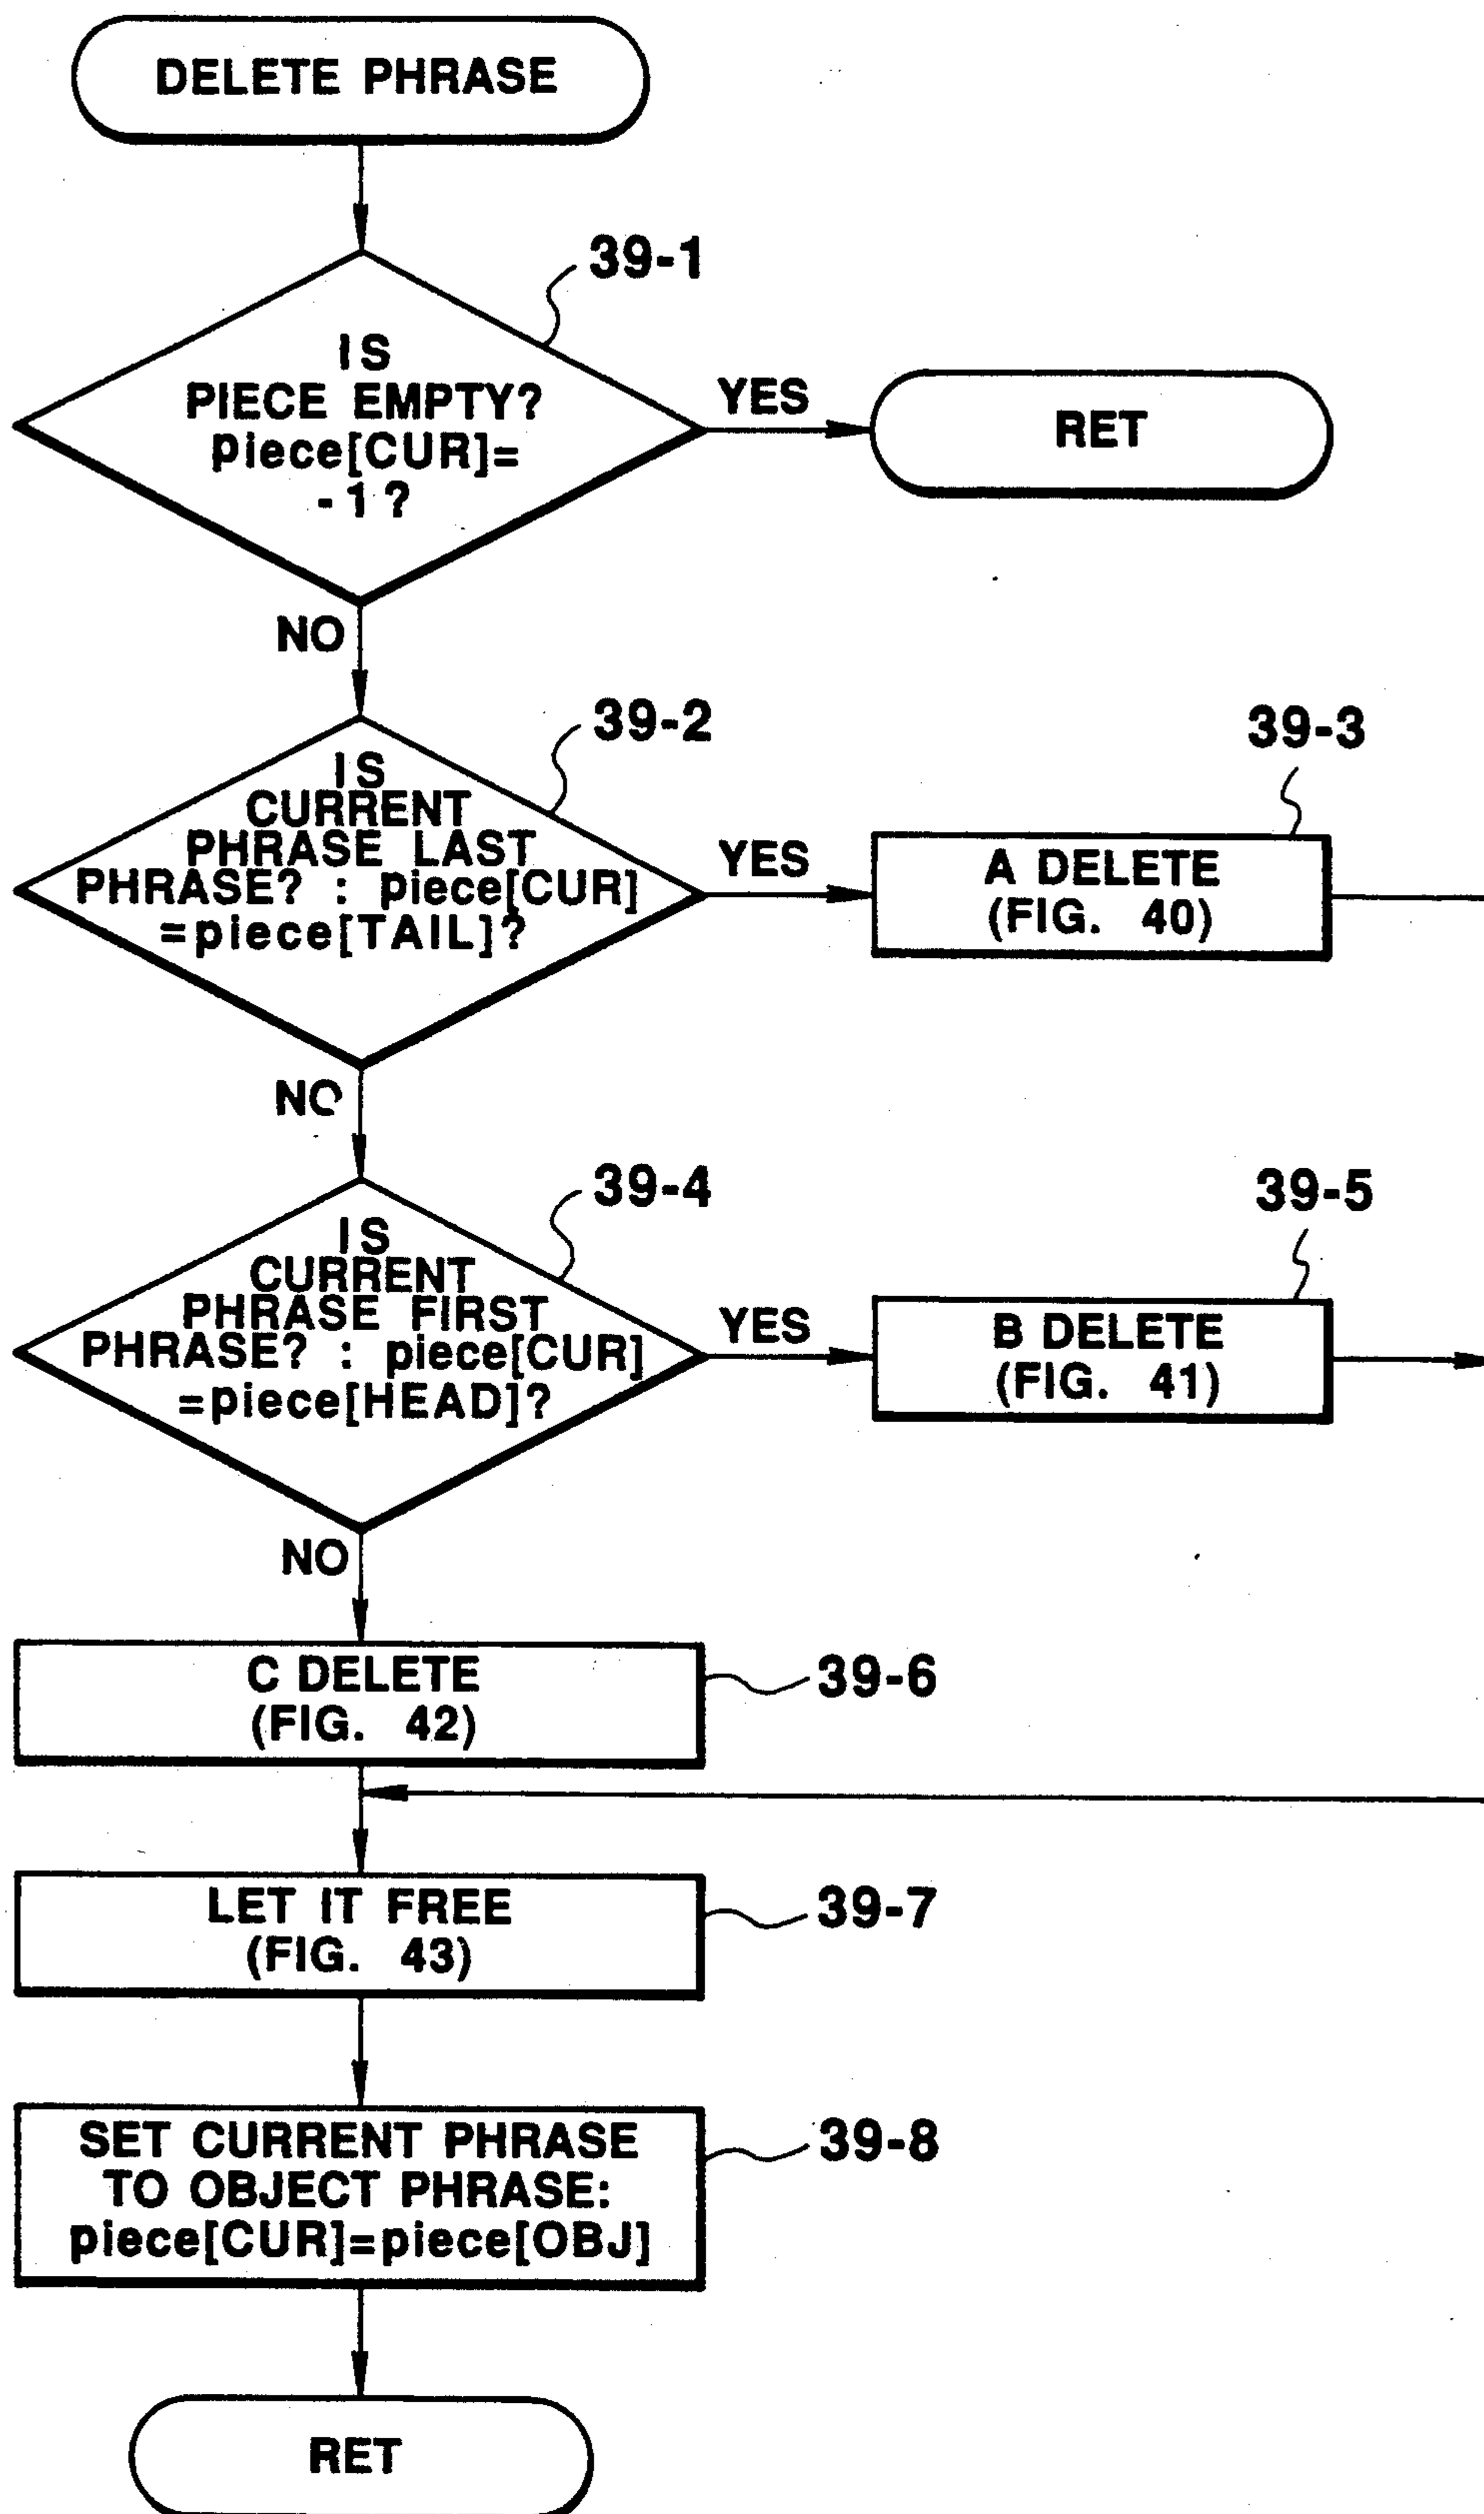 DELETE PHRASE
39-1
IS
PIECE EMPTY?
piece[CUR]=
-1?
YES
RET
NO
39-2
IS
CURRENT
PHRASE LAST
PHRASE? : piece[CUR]
=piece[TAIL]?
YES
39-3
A DELETE
(FIG. 40)
NO
39-4
IS
CURRENT
PHRASE FIRST
PHRASE? : piece[CUR]
=piece[HEAD]?
YES
39-5
B DELETE
(FIG. 41)
NO
C DELETE
(FIG. 42)
39-6
LET IT FREE
(FIG. 43)
39-7
SET CURRENT PHRASE
TO OBJECT PHRASE:
piece[CUR]=piece[OBJ]
39-8
RET